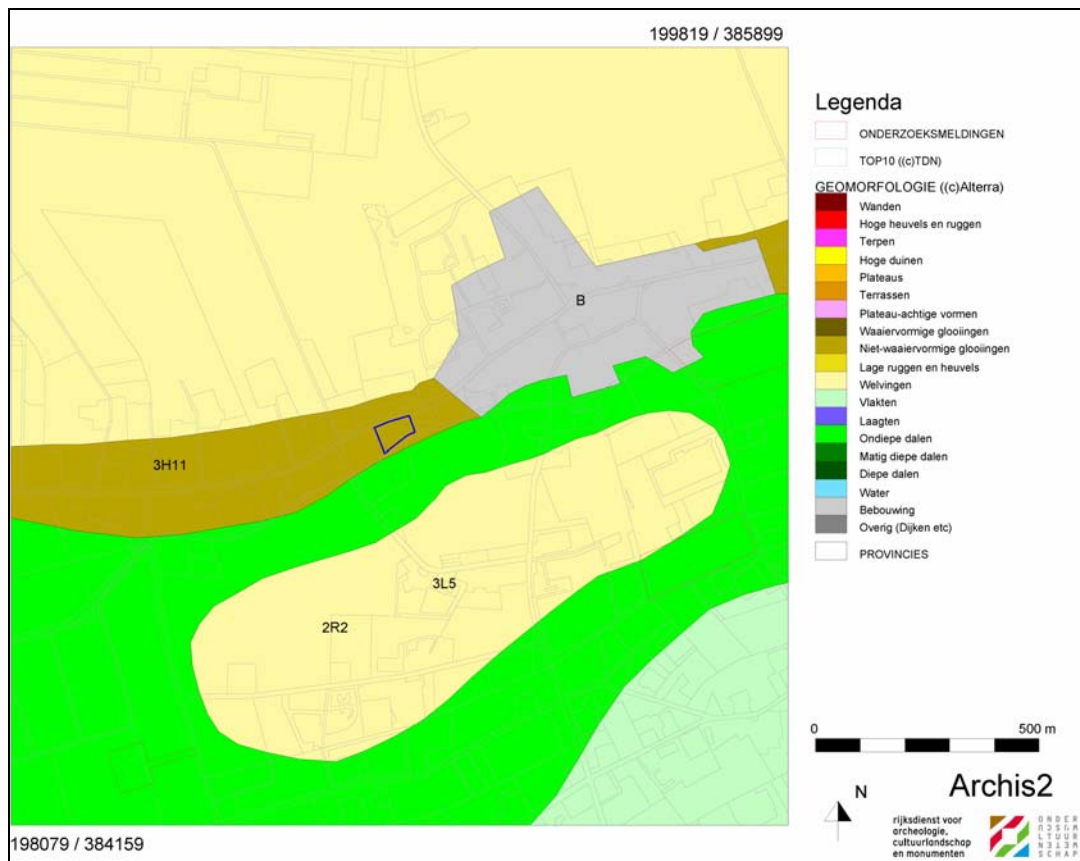 199819 / 385899
B
3H11
3L5
2R2
198079 / 384159
Legenda
ONDERZOEKSMELDINGEN
TOP10 ((c)TDN)
GEOMORFOLOGIE ((c)Alterra)
Wanden
Hoge heuvels en ruggen
Terpen
Hoge duinen
Plateaus
Terrassen
Plateau-achtige vormen
Waaiervormige glooiingen
Niet-waaiervormige glooiingen
Lage ruggen en heuvels
Welvingen
Vlakten
Laagten
Ondiepe dalen
Matig diepe dalen
Diepe dalen
Water
Bebouwing
Overig (Dijken etc)
PROVINCIES
0 500 m
Archis2
N
rijksdienst voor
archeologie,
cultuurlandschap
en monumenten